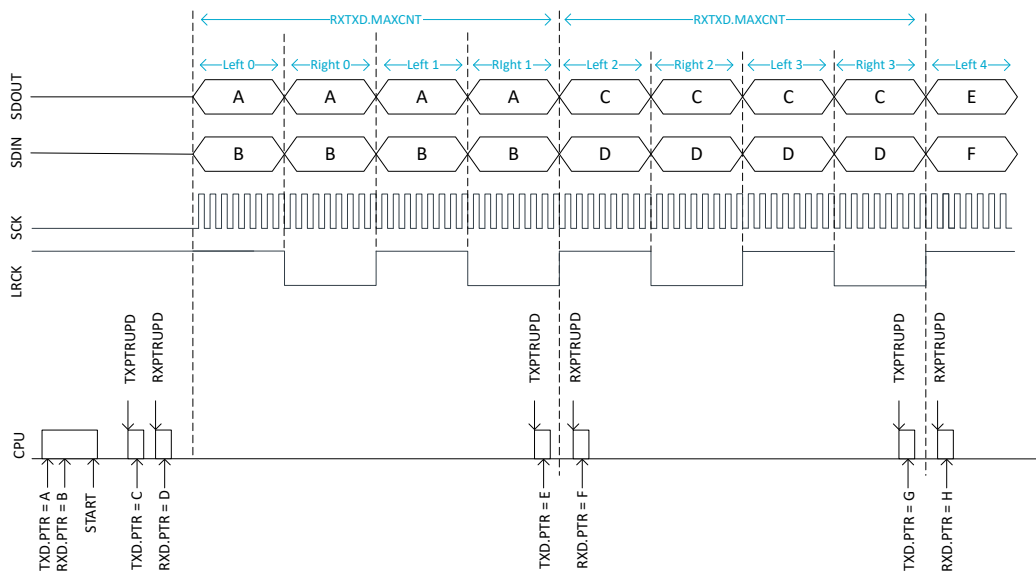 RXTXD.MAXCNT RXTXD.MAXCNT
Left 0 Right 0 Left 1 RIght 1 Left 2 Right 2 Left 3 Right 3 Left 4
SDOUT A A A A C C C C E
SDIN B B B B D D D D F
SCK
LRCK
TXPTRUPD RXPTRUPD TXPTRUPD RXPTRUPD TXPTRUPD RXPTRUPD
CPU
TXD.PTR = A RXD.PTR = B START TXD.PTR = C RXD.PTR = D TXD.PTR = E RXD.PTR = F TXD.PTR = G RXD.PTR = H